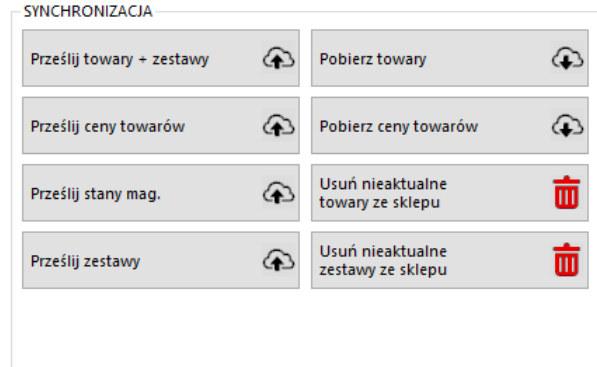 SYNCHRONIZACJA
Prześlij towary + zestawy
Pobierz towary
Prześlij ceny towarów
Pobierz ceny towarów
Prześlij stany mag.
Usuń nieaktualne
towary ze sklepu
Prześlij zestawy
Usuń nieaktualne
zestawy ze sklepu